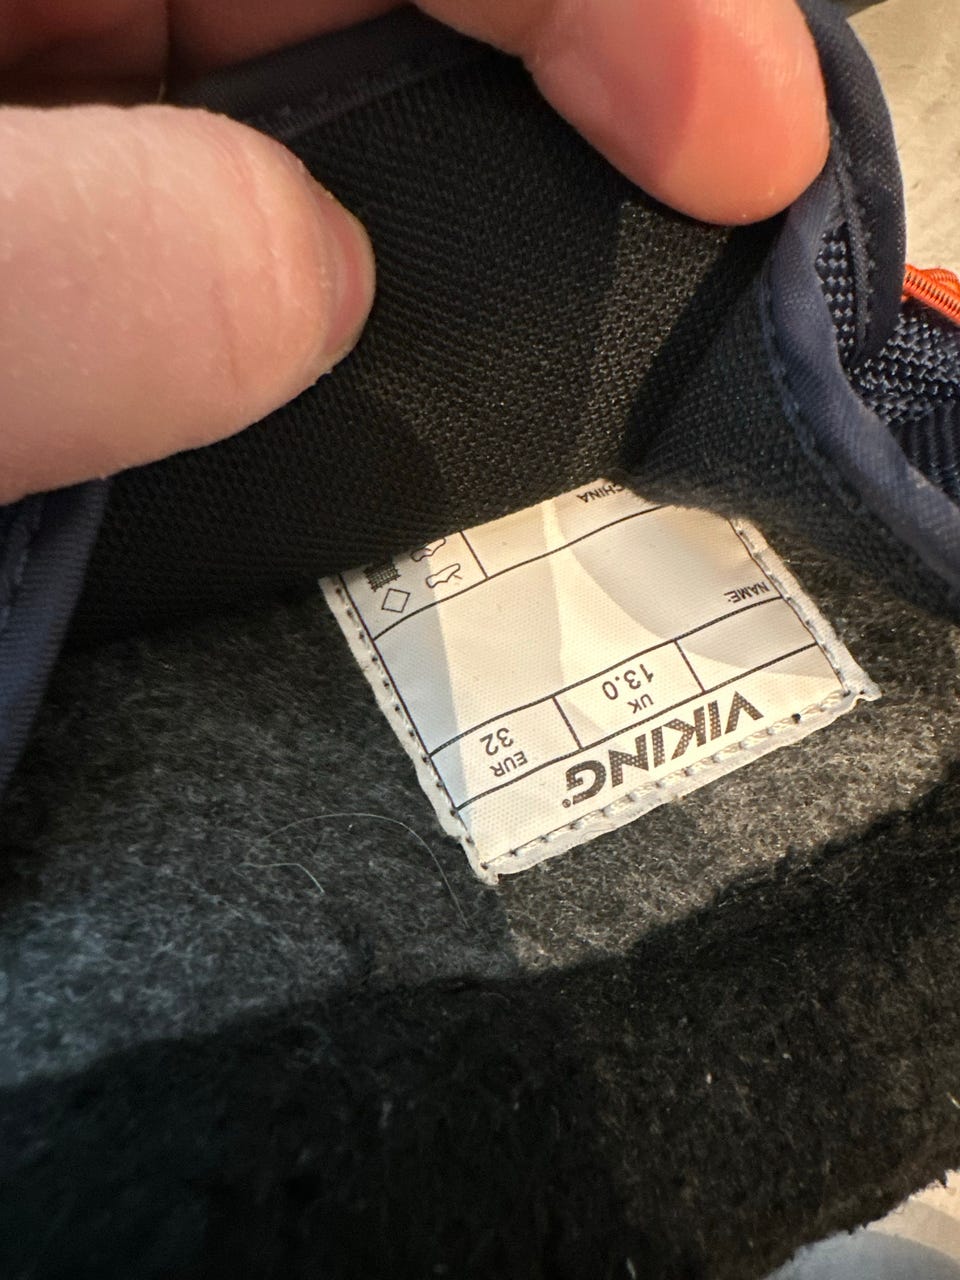 VIKING®
UK EUR
13.0 32
NAME:
CHINA